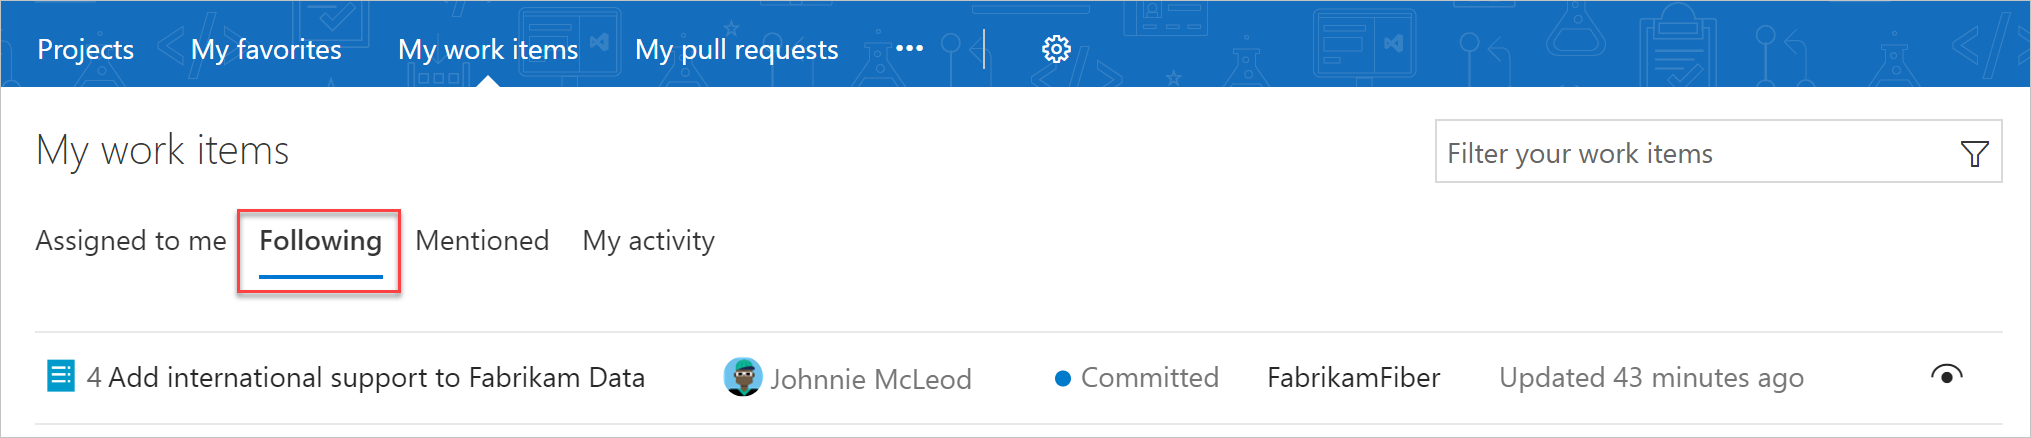 Projects My favorites My work items My pull requests
My work items
Filter your work items
Assigned to me Following Mentioned My activity
4 Add international support to Fabrikam Data Johnnie McLeod Committed FabrikamFiber Updated 43 minutes ago